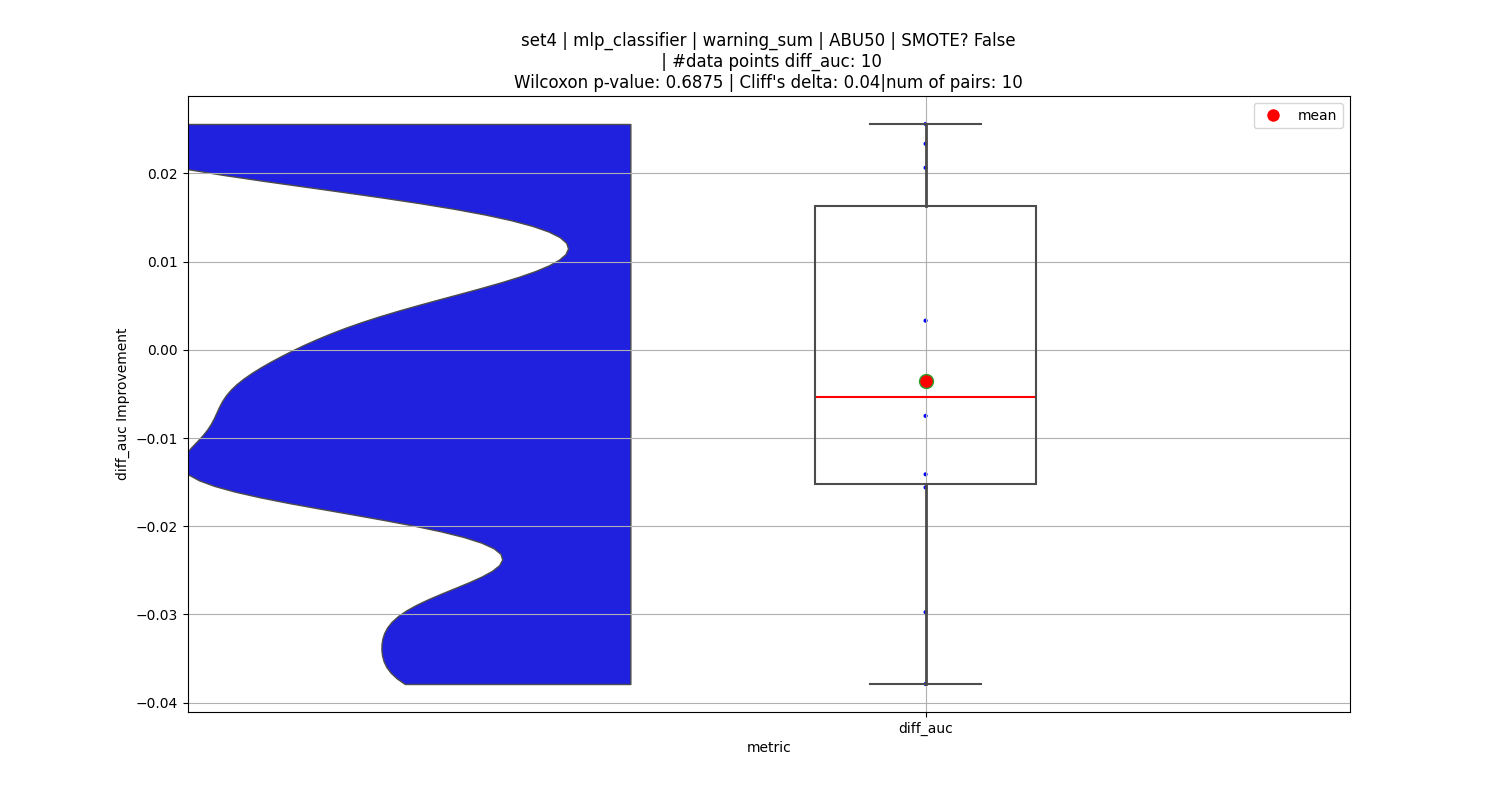 set4 | mlp_classifier | warning_sum | ABU50 | SMOTE? False
| #data points diff_auc: 10
Wilcoxon p-value: 0.6875 | Cliff's delta: 0.04|num of pairs: 10
mean
0.02
0.01
0.00
−0.01
−0.02
−0.03
−0.04
diff_auc Improvement
diff_auc
metric